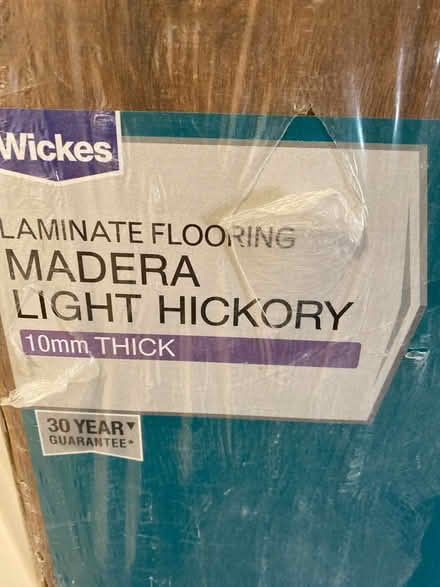 Wickes
LAMINATE FLOORING
MADERA
LIGHT HICKORY
10mm THICK
30 YEAR▼
GUARANTEE*